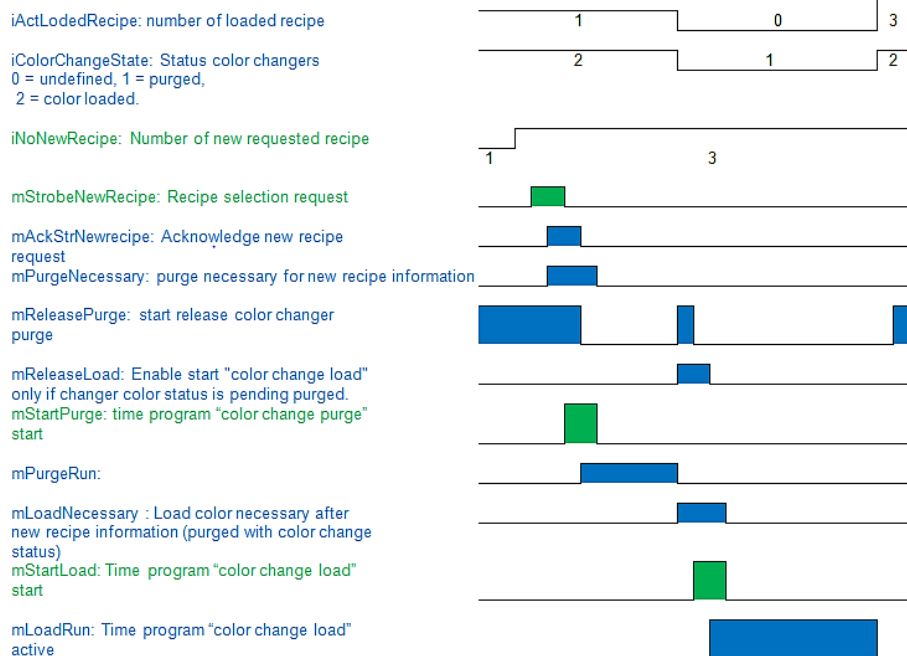 iActLodedRecipe: number of loaded recipe
1
0
3
iColorChangeState: Status color changers
0 = undefined, 1 = purged,
2 = color loaded.
2
1
2
iNoNewRecipe: Number of new requested recipe
1
3
mStrobeNewRecipe: Recipe selection request
mAckStrNewrecipe: Acknowledge new recipe
request
mPurgeNecessary: purge necessary for new recipe information
mReleasePurge: start release color changer
purge
mReleaseLoad: Enable start "color change load"
only if changer color status is pending purged.
mStartPurge: time program “color change purge”
start
mPurgeRun:
mLoadNecessary : Load color necessary after
new recipe information (purged with color change
status)
mStartLoad: Time program “color change load”
start
mLoadRun: Time program “color change load”
active